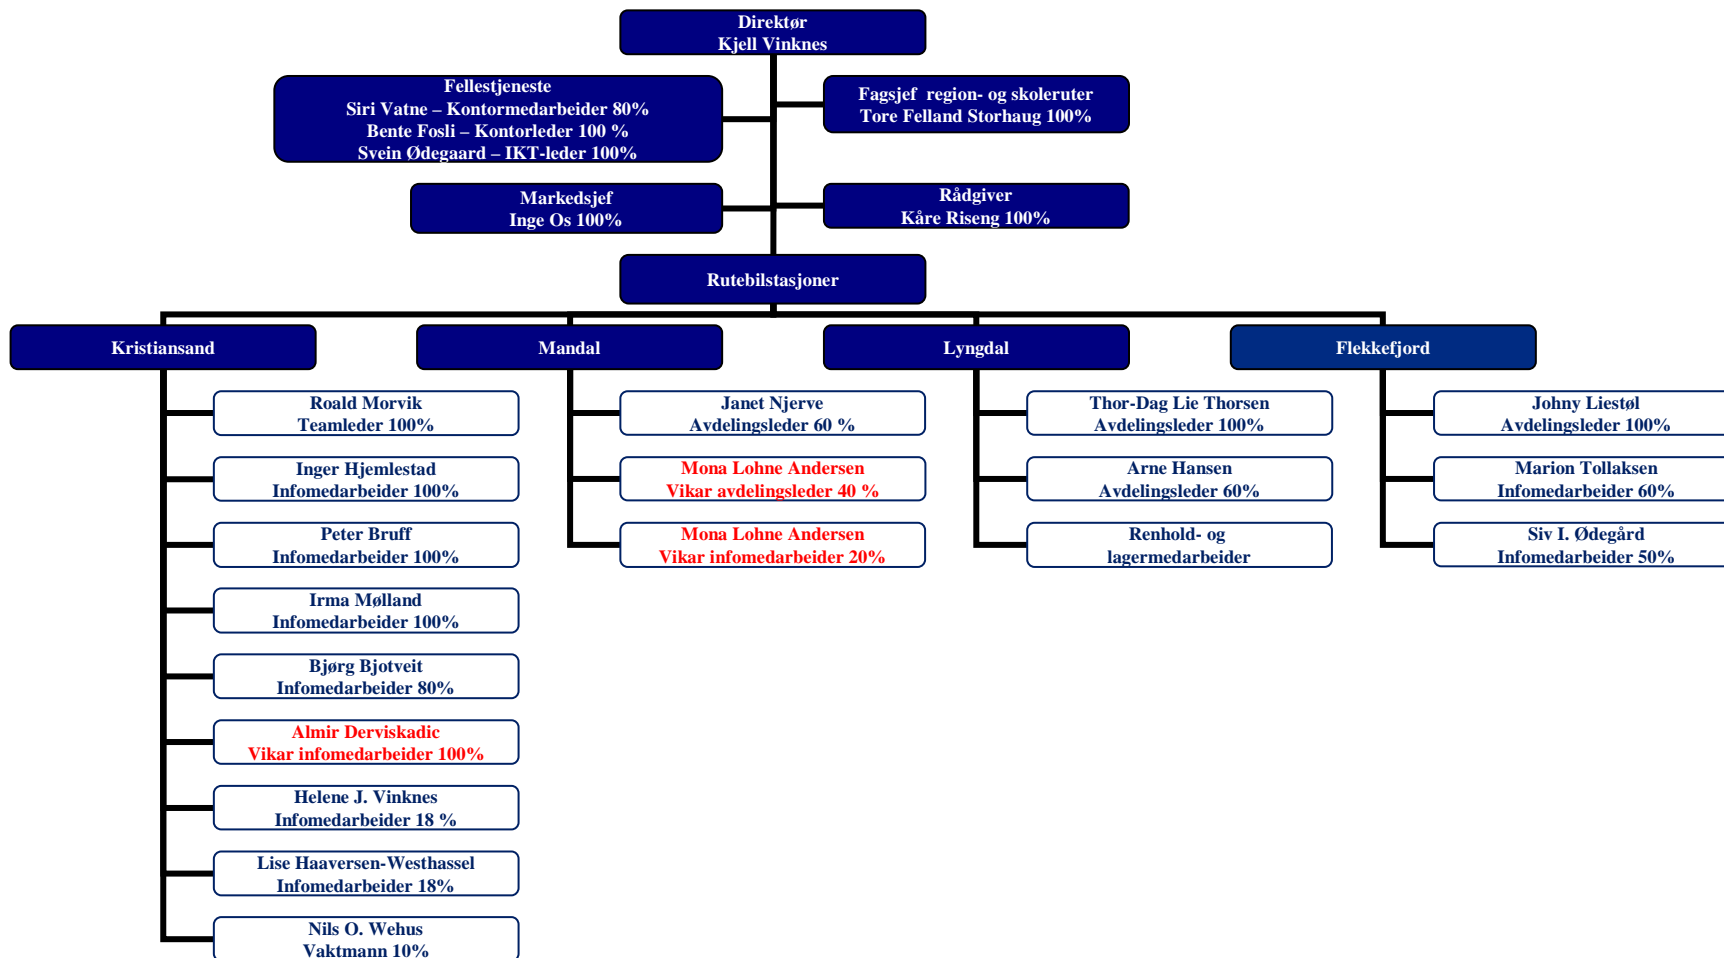 Direktør
Kjell Vinknes
Fellestjeneste
Siri Vatne – Kontormedarbeider 80%
Bente Fosli – Kontorleder 100 %
Svein Ødegaard – IKT-leder 100%
Fagsjef  region- og skoleruter
Tore Felland Storhaug 100%
Markedsjef
Inge Os 100%
Rådgiver
Kåre Riseng 100%
Rutebilstasjoner
Kristiansand
Roald Morvik
Teamleder 100%
Inger Hjemlestad
Infomedarbeider 100%
Peter Bruff
Infomedarbeider 100%
Irma Mølland
Infomedarbeider 100%
Bjørg Bjotveit
Infomedarbeider 80%
Almir Derviskadic
Vikar infomedarbeider 100%
Helene J. Vinknes
Infomedarbeider 18 %
Lise Haaversen-Westhassel
Infomedarbeider 18%
Nils O. Wehus
Vaktmann 10%
Mandal
Janet Njerve
Avdelingsleder 60 %
Mona Lohne Andersen
Vikar avdelingsleder 40 %
Mona Lohne Andersen
Vikar infomedarbeider 20%
Lyngdal
Thor-Dag Lie Thorsen
Avdelingsleder 100%
Arne Hansen
Avdelingsleder 60%
Renhold- og
lagermedarbeider
Flekkefjord
Johny Liestøl
Avdelingsleder 100%
Marion Tollaksen
Infomedarbeider 60%
Siv I. Ødegård
Infomedarbeider 50%